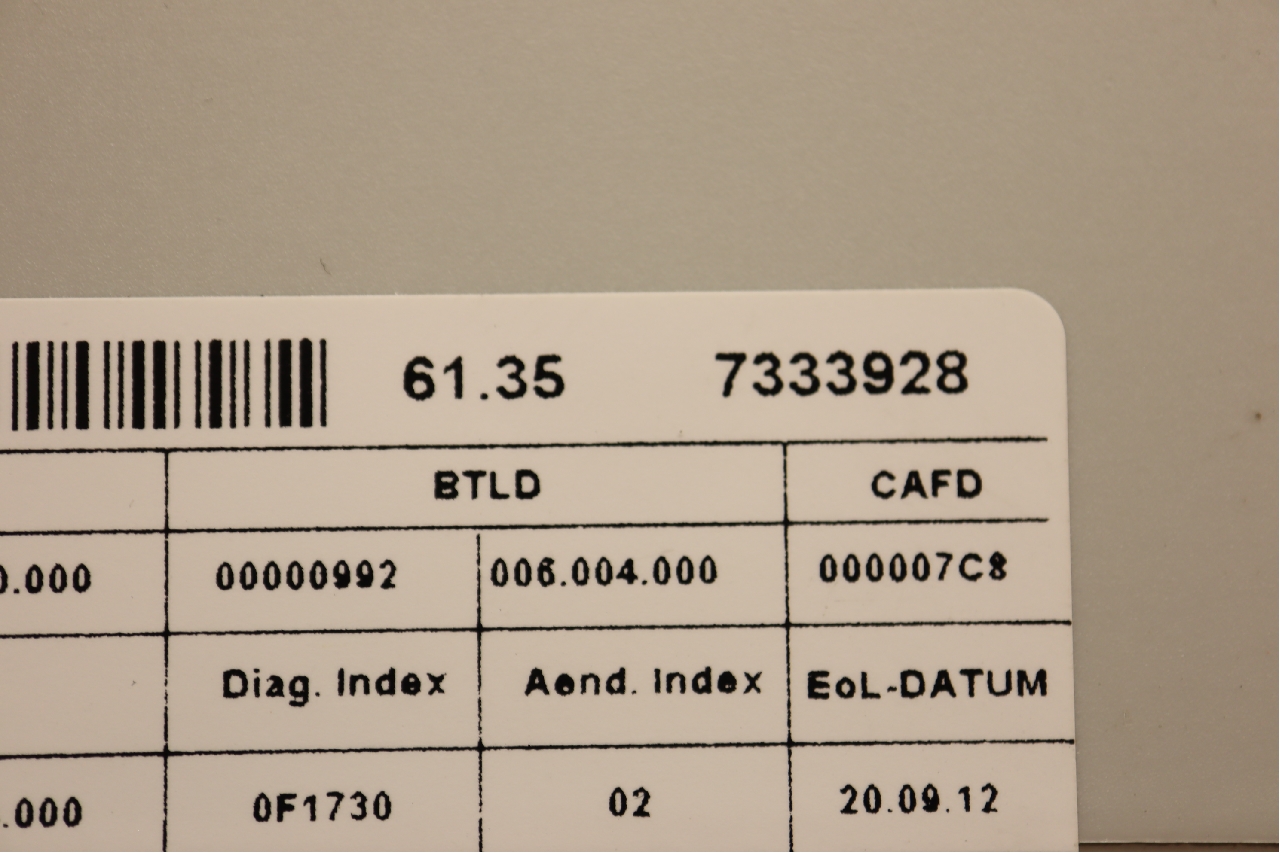 61.35 7333928
BTLD CAFD
0.000 00000992 006.004.000 000007C8
Diag. Index Aend. Index EoL-DATUM
.000 0F1730 02 20.09.12